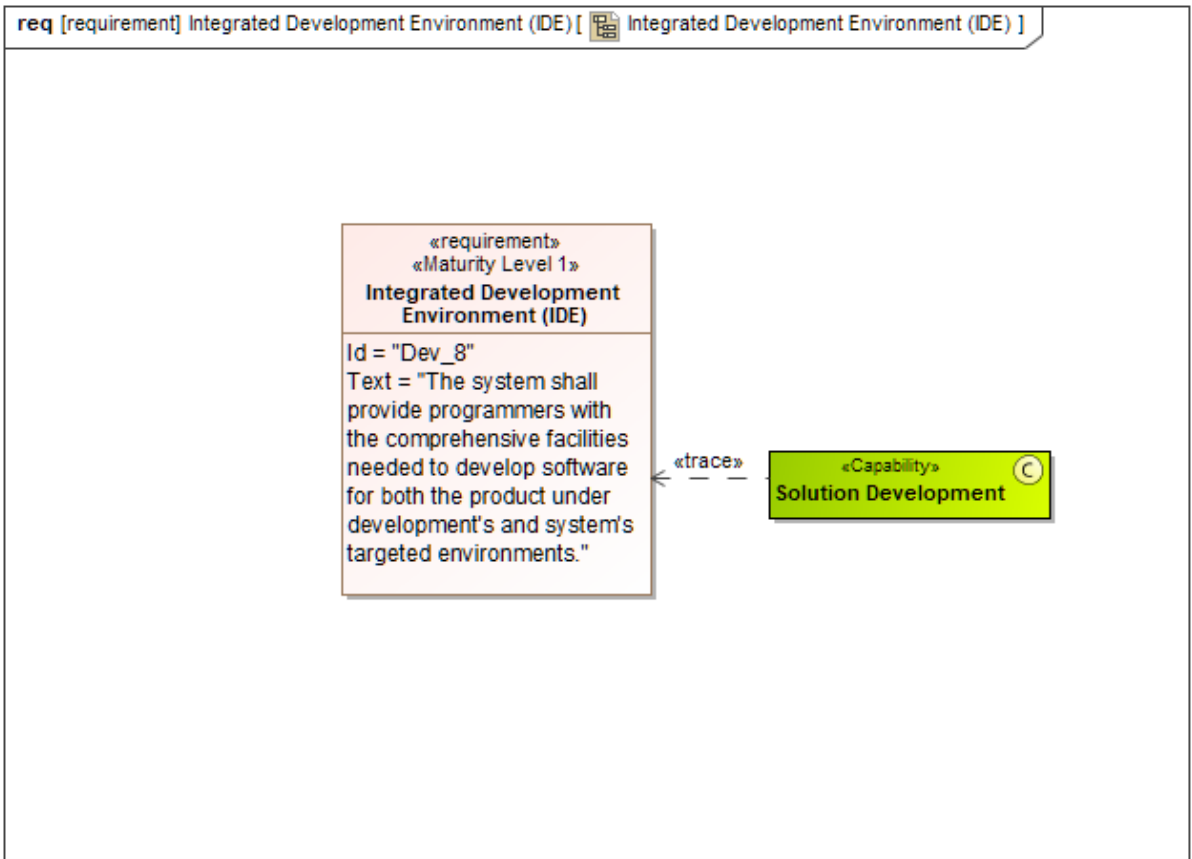 req [requirement] Integrated Development Environment (IDE) [ Integrated Development Environment (IDE) ]
«requirement»
«Maturity Level 1»
Integrated Development
Environment (IDE)
Id = "Dev_8"
Text = "The system shall
provide programmers with
the comprehensive facilities
needed to develop software
for both the product under
development's and system's
targeted environments."
«trace»
«Capability»
C
Solution Development